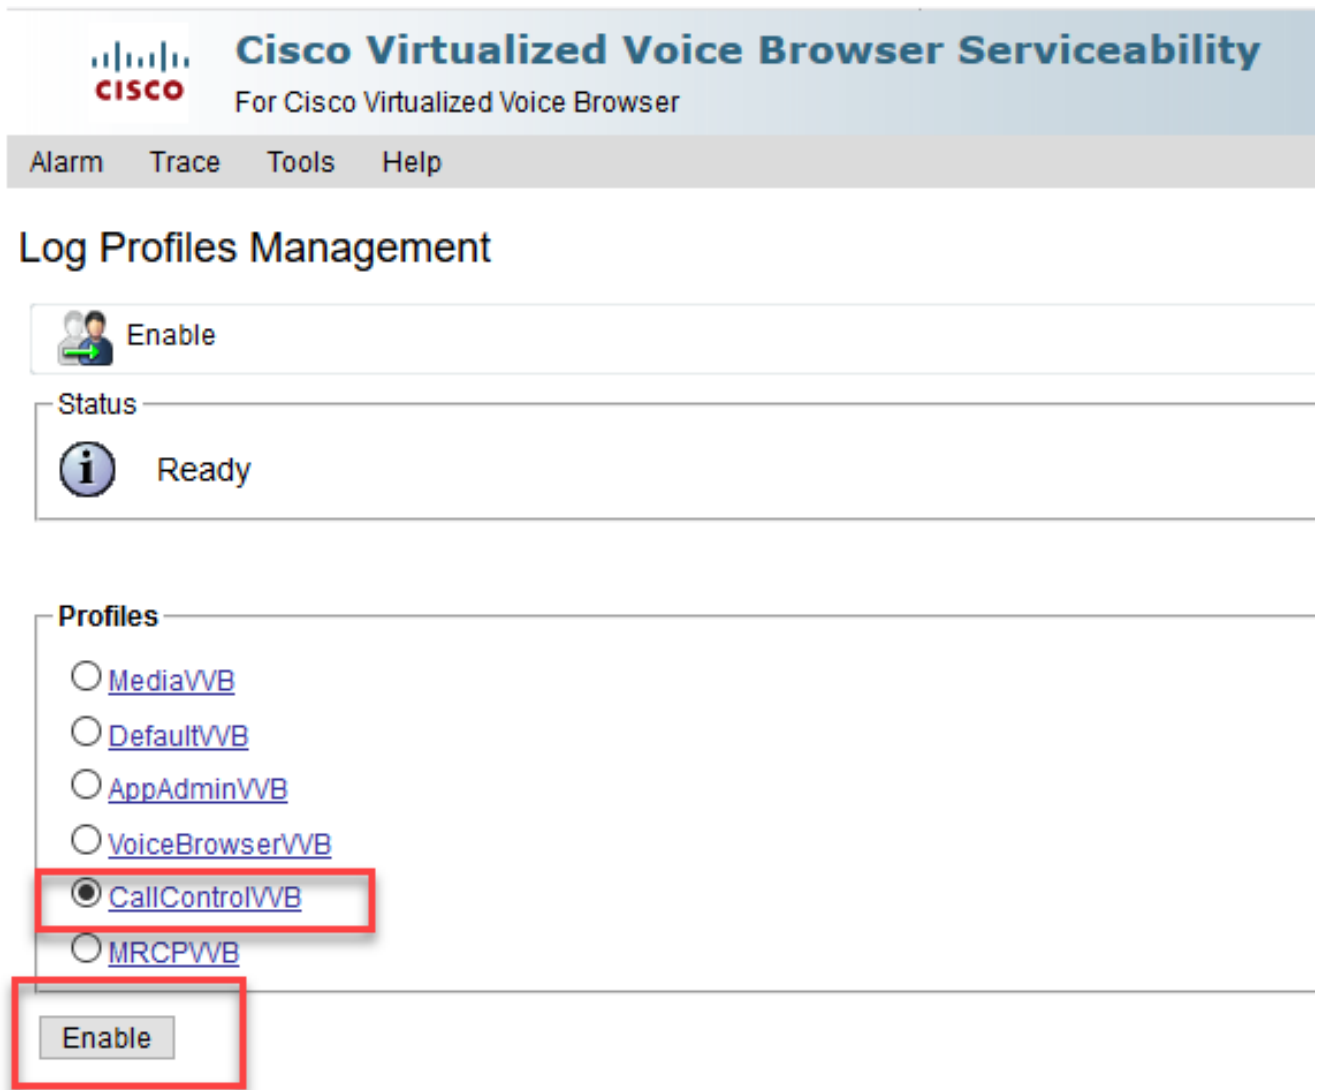 Cisco Virtualized Voice Browser Serviceability
CISCO
For Cisco Virtualized Voice Browser
Alarm Trace Tools Help
Log Profiles Management
Enable
Status
i Ready
Profiles
MediaVVB
DefaultVVB
AppAdminVVB
VoiceBrowserVVB
CallControlVVB
MRCPVVB
Enable